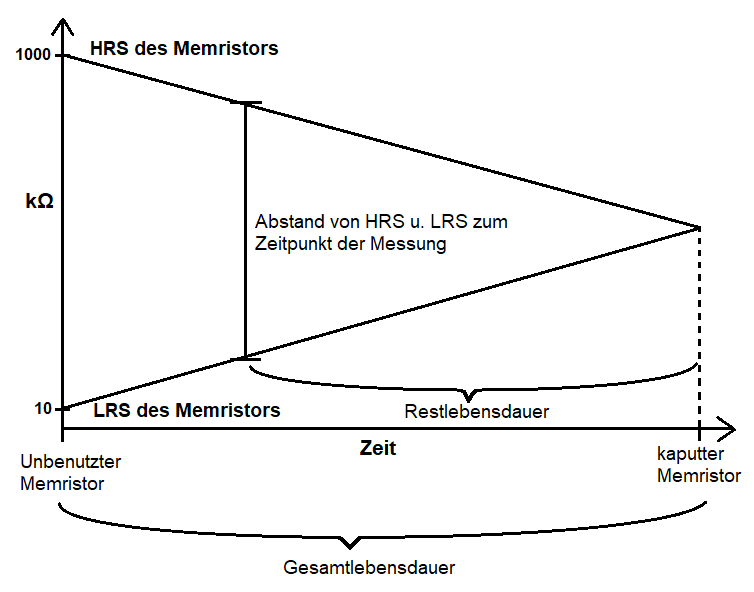 HRS des Memristors
1000
kΩ
Abstand von HRS u. LRS zum
Zeitpunkt der Messung
10
LRS des Memristors
Restlebensdauer
Zeit
Unbenutzter
Memristor
kaputter
Memristor
Gesamtlebensdauer